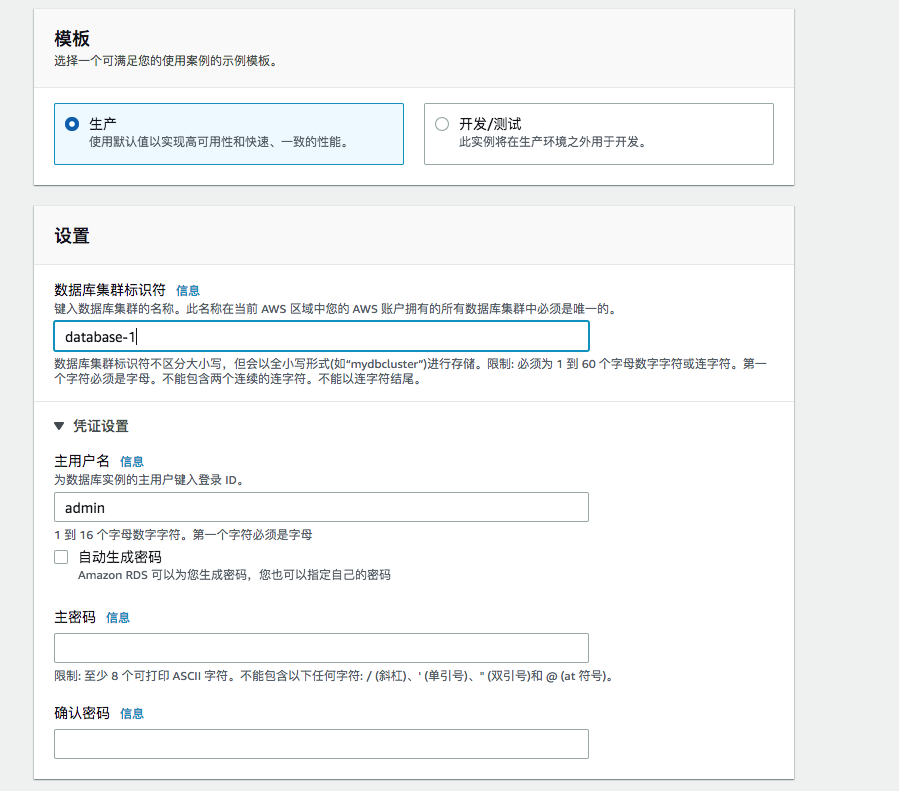 模板
选择一个可满足您的使用案例的示例模板。
生产
使用默认值以实现高可用性和快速、一致的性能。
开发/测试
此实例将在生产环境之外用于开发。
设置
数据库集群标识符 信息
键入数据库集群的名称。此名称在当前 AWS 区域中您的 AWS 账户拥有的所有数据库集群中必须是唯一的。
database-1
数据库集群标识符不区分大小写，但会以全小写形式(如“mydbcluster”)进行存储。限制: 必须为 1 到 60 个字母数字字符或连字符。第一
个字符必须是字母。不能包含两个连续的连字符。不能以连字符结尾。
凭证设置
主用户名 信息
为数据库实例的主用户键入登录 ID。
admin
1 到 16 个字母数字字符。第一个字符必须是字母
自动生成密码
Amazon RDS 可以为您生成密码，您也可以指定自己的密码
主密码 信息
限制: 至少 8 个可打印 ASCII 字符。不能包含以下任何字符: / (斜杠)、' (单引号)、" (双引号)和 @ (at 符号)。
确认密码 信息